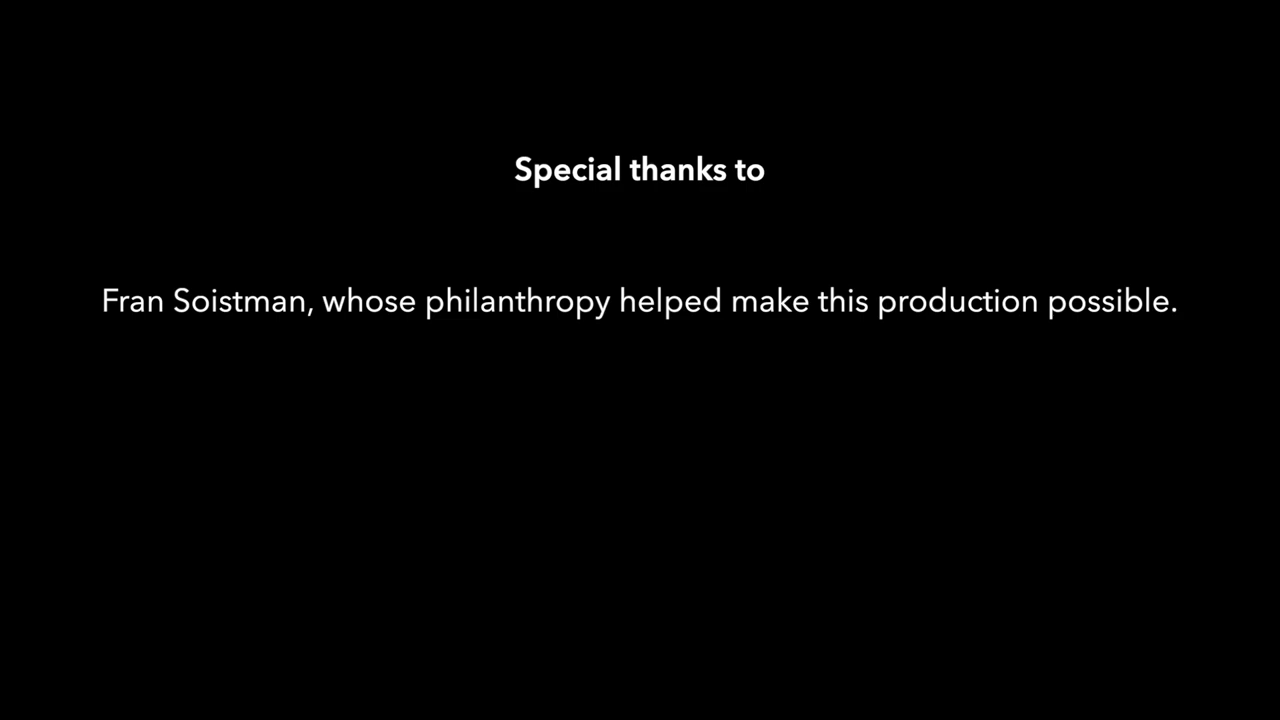 Special thanks to
Fran Soistman, whose philanthropy helped make this production possible.